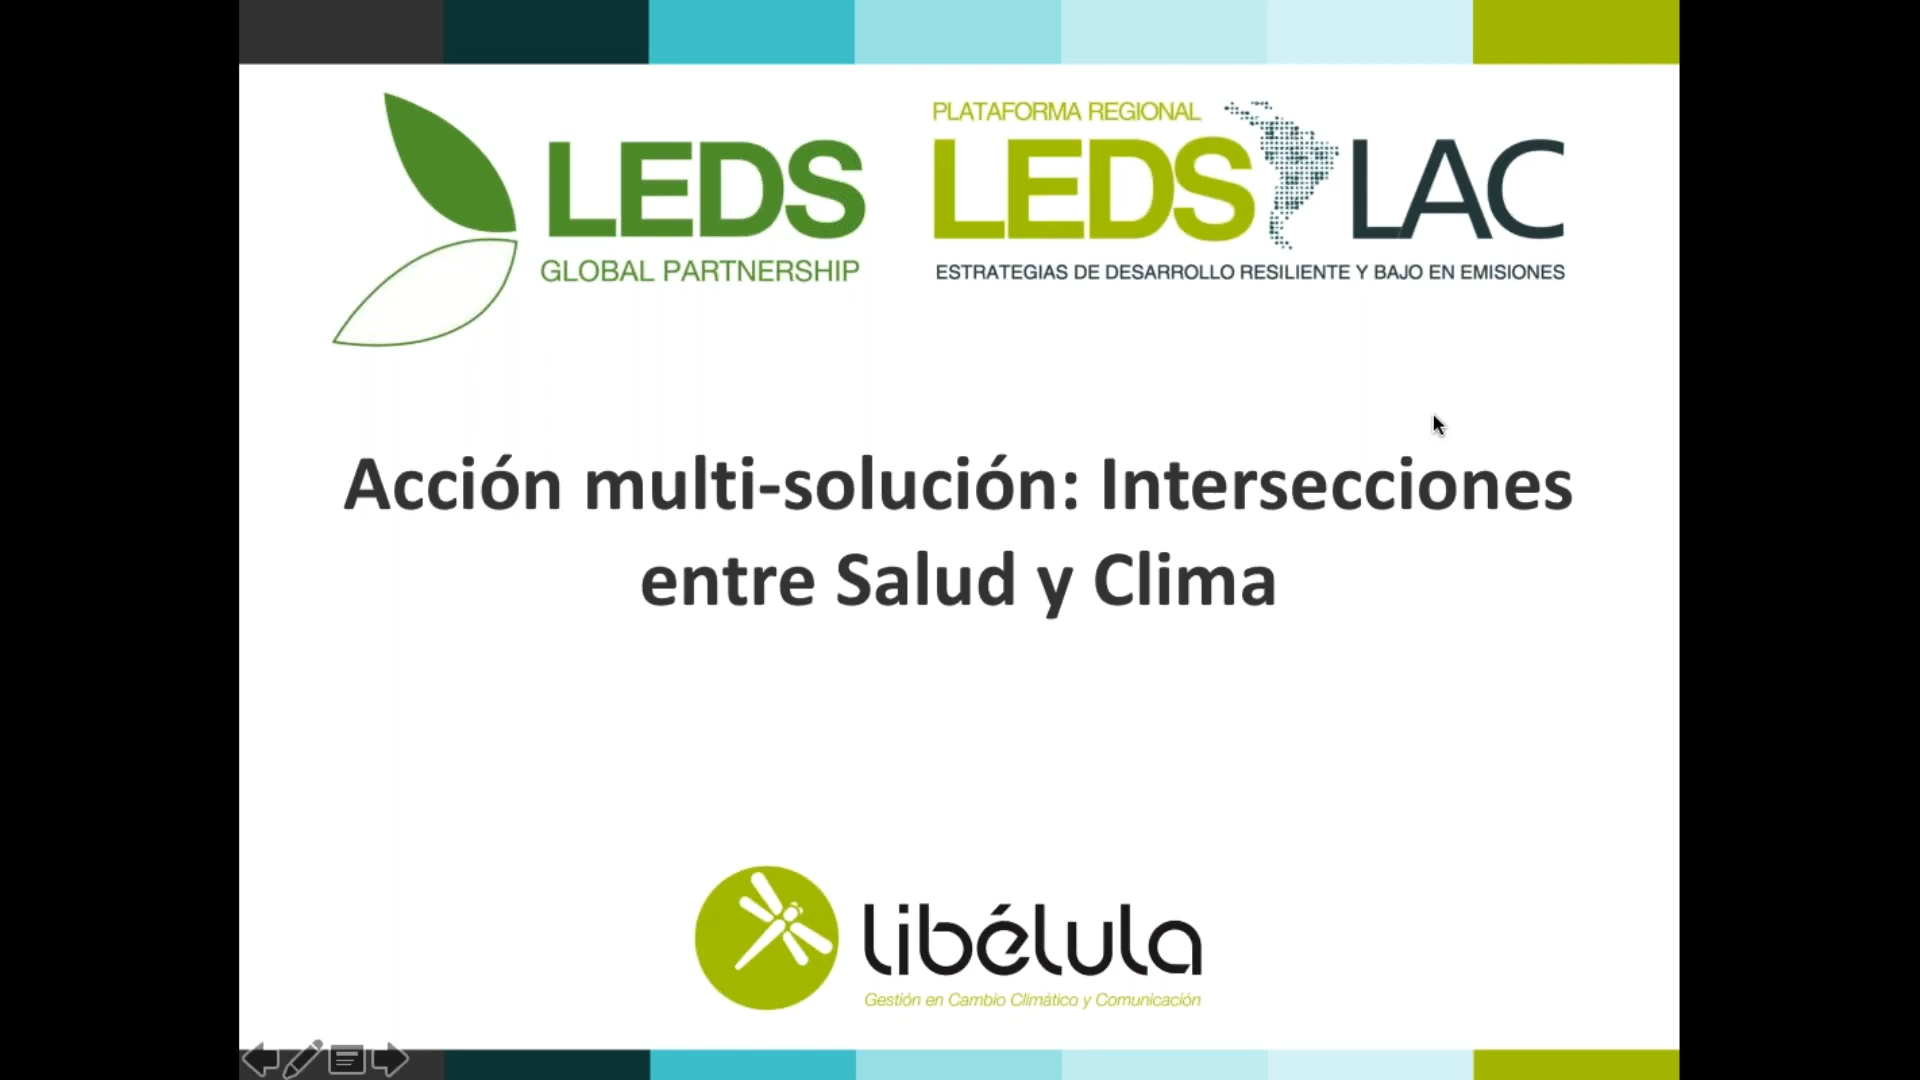 LEDS
GLOBAL PARTNERSHIP
PLATAFORMA REGIONAL
LEDS LAC
ESTRATEGIAS DE DESARROLLO RESILIENTE Y BAJO EN EMISIONES
Acción multi-solución: Intersecciones
entre Salud y Clima
libélula
Gestión en Cambio Climático y Comunicación